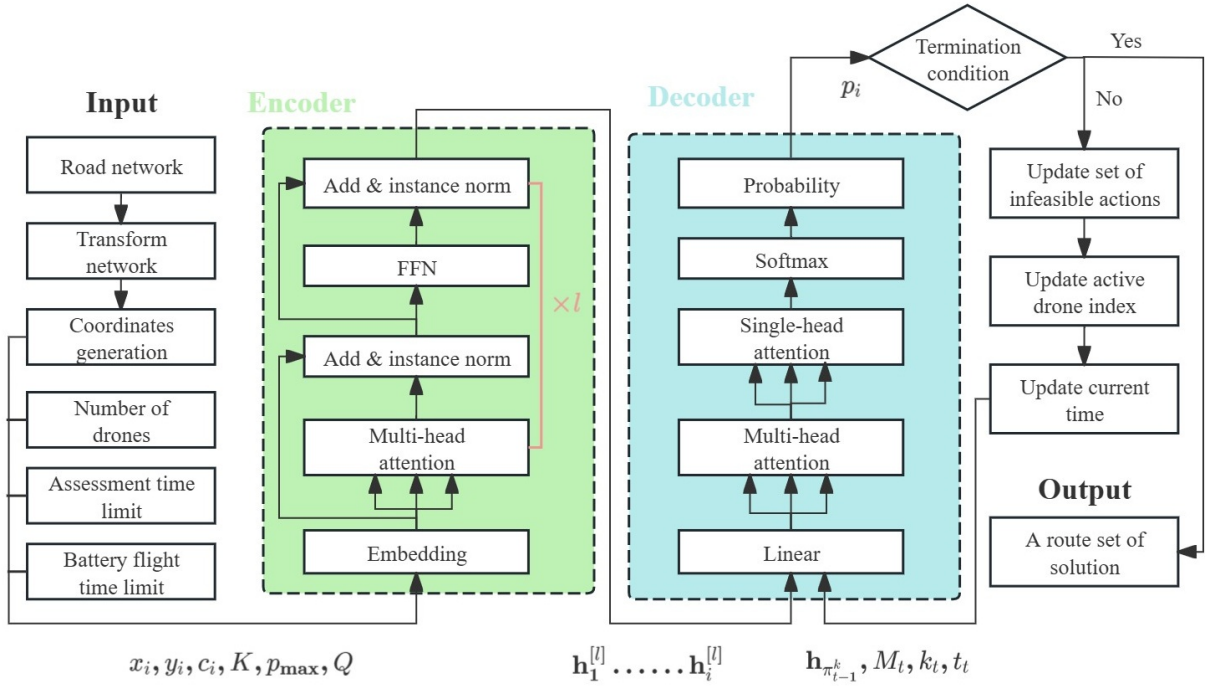 Input
Road network
Transform
network
Coordinates
generation
Number of
drones
Assessment time
limit
Battery flight
time limit
x_i, y_i, c_i, K, p_max, Q
Encoder
Add & instance norm
FFN
Add & instance norm
Multi-head
attention
Embedding
×l
h_1^[l] ...... h_i^[l]
Decoder
Probability
Softmax
Single-head
attention
Multi-head
attention
Linear
h_{π_{t-1}^k}, M_t, k_t, t_t
p_i
Termination
condition
Yes
No
Update set of
infeasible actions
Update active
drone index
Update current
time
Output
A route set of
solution